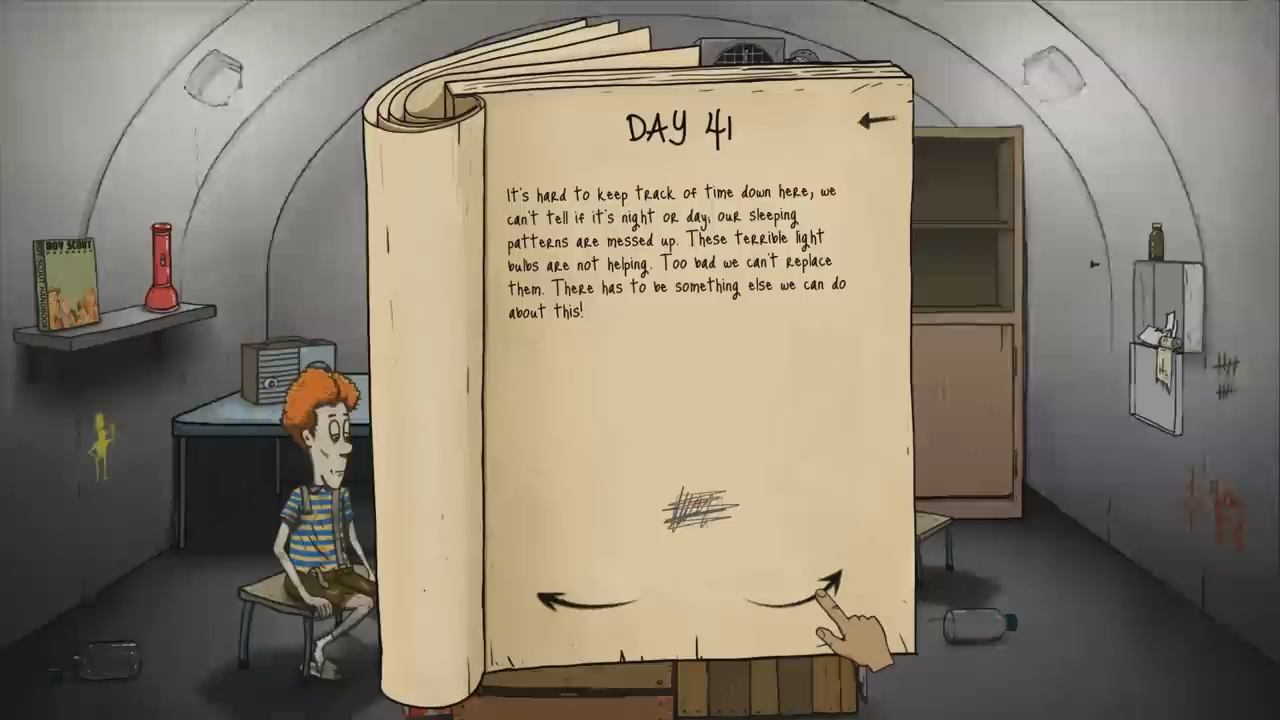 DAY 41
It's hard to keep track of time down here, we
can't tell if it's night or day; our sleeping
patterns are messed up. These terrible light
bulbs are not helping. Too bad we can't replace
them. There has to be something else we can do
about this!
BOY SCOUT